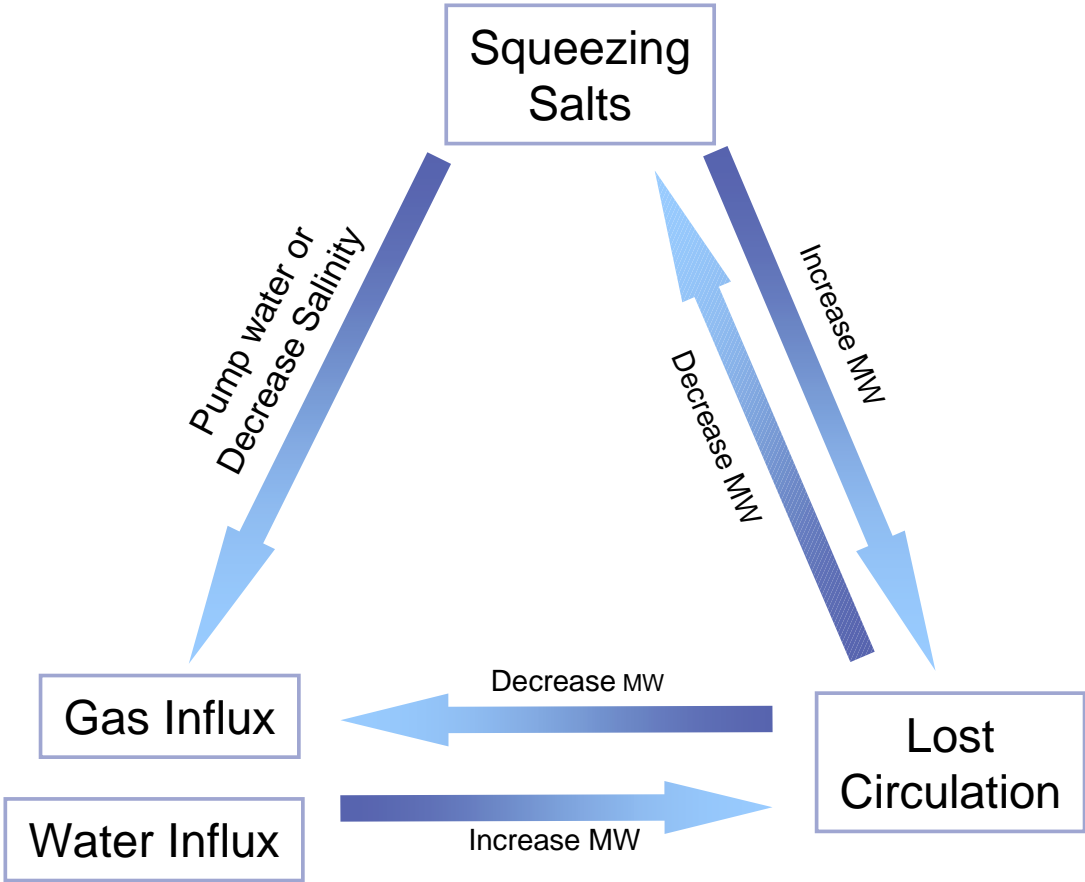 Squeezing
Salts
Pump water or
Decrease Salinity
Increase MW
Decrease MW
Decrease MW
Gas Influx
Lost
Circulation
Water Influx
Increase MW